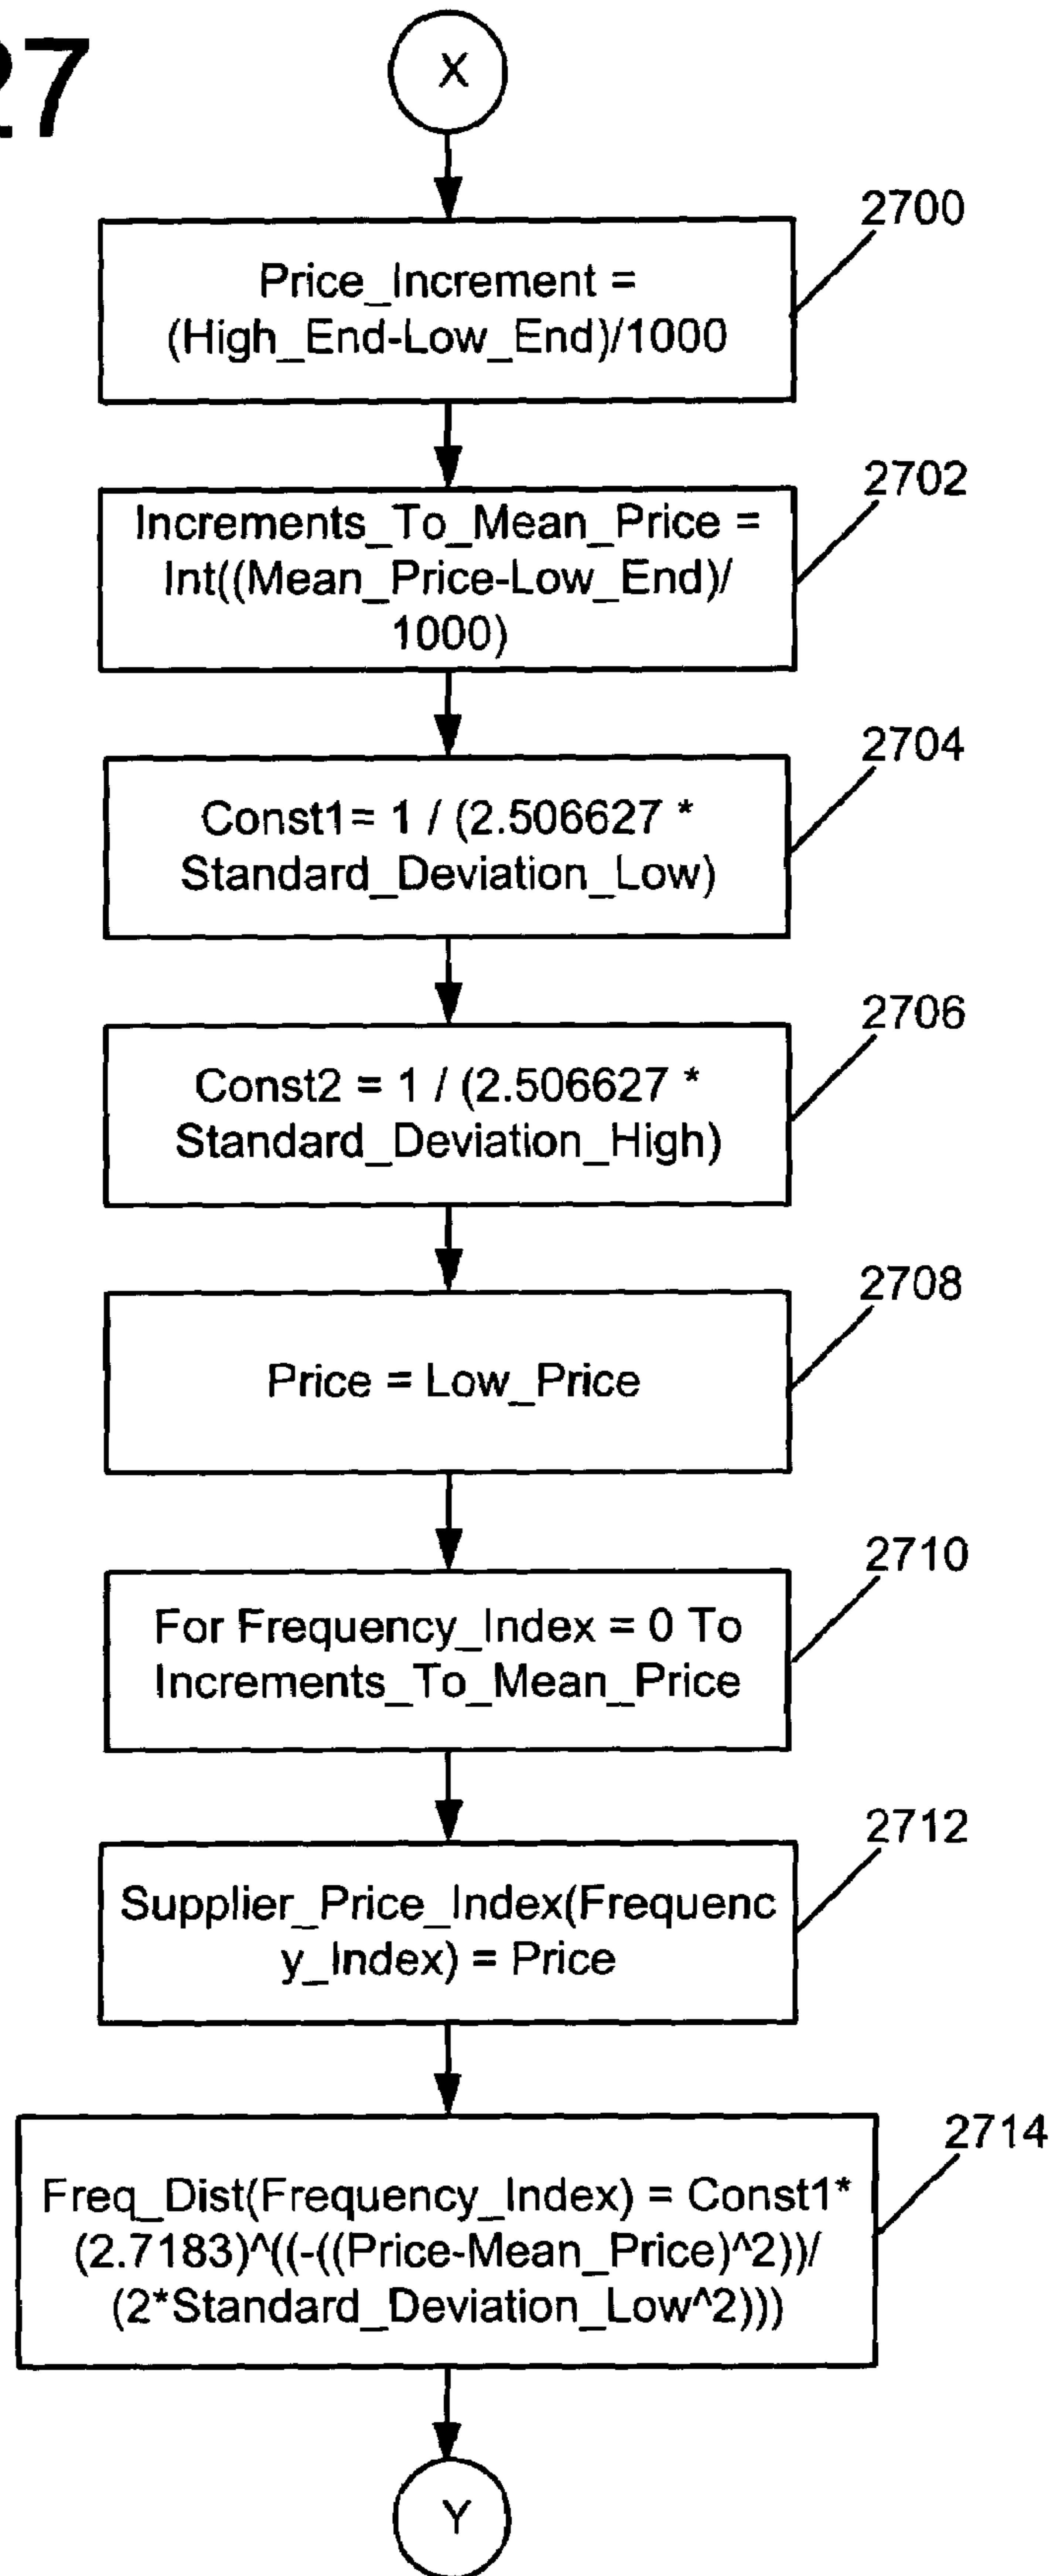 27
X
2700
Price_Increment =
(High_End-Low_End)/1000
2702
Increments_To_Mean_Price =
Int((Mean_Price-Low_End)/
1000)
2704
Const1= 1 / (2.506627 *
Standard_Deviation_Low)
2706
Const2 = 1 / (2.506627 *
Standard_Deviation_High)
2708
Price = Low_Price
2710
For Frequency_Index = 0 To
Increments_To_Mean_Price
2712
Supplier_Price_Index(Frequenc
y_Index) = Price
2714
Freq_Dist(Frequency_Index) = Const1*
(2.7183)^((-((Price-Mean_Price)^2))/
(2*Standard_Deviation_Low^2)))
Y